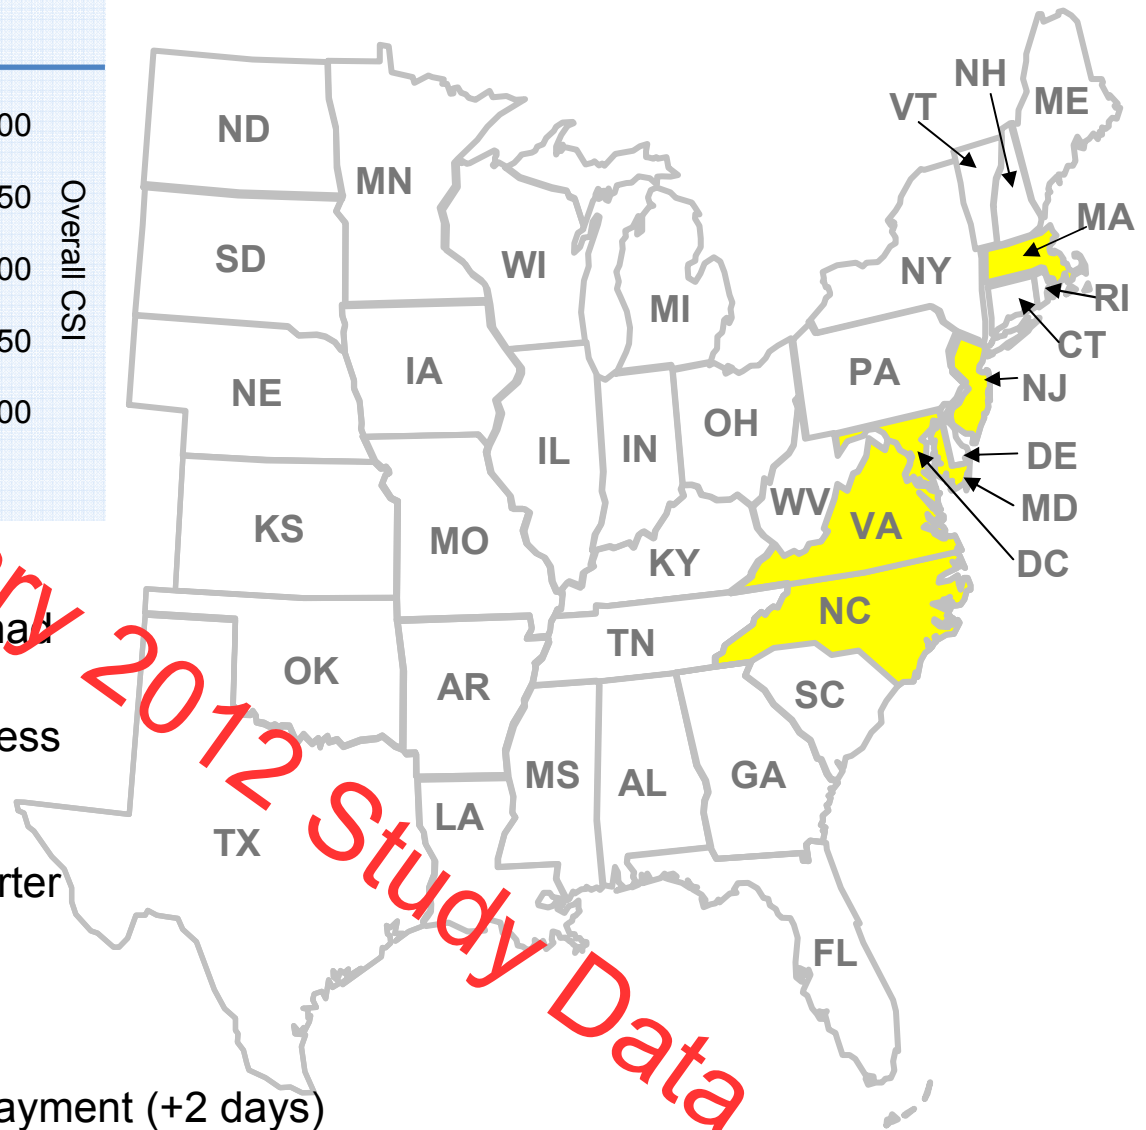 00
50
00
50
00
Overall CSI
NH
VT
ME
ND
MN
MA
SD
WI
NY
MI
RI
CT
IA
PA
NE
NJ
OH
IL
IN
DE
WV
MD
KS
VA
MO
DC
KY
NC
TN
OK
AR
SC
MS
AL
GA
LA
TX
FL
ry 2012 Study Data
had
ess
rter
ayment (+2 days)